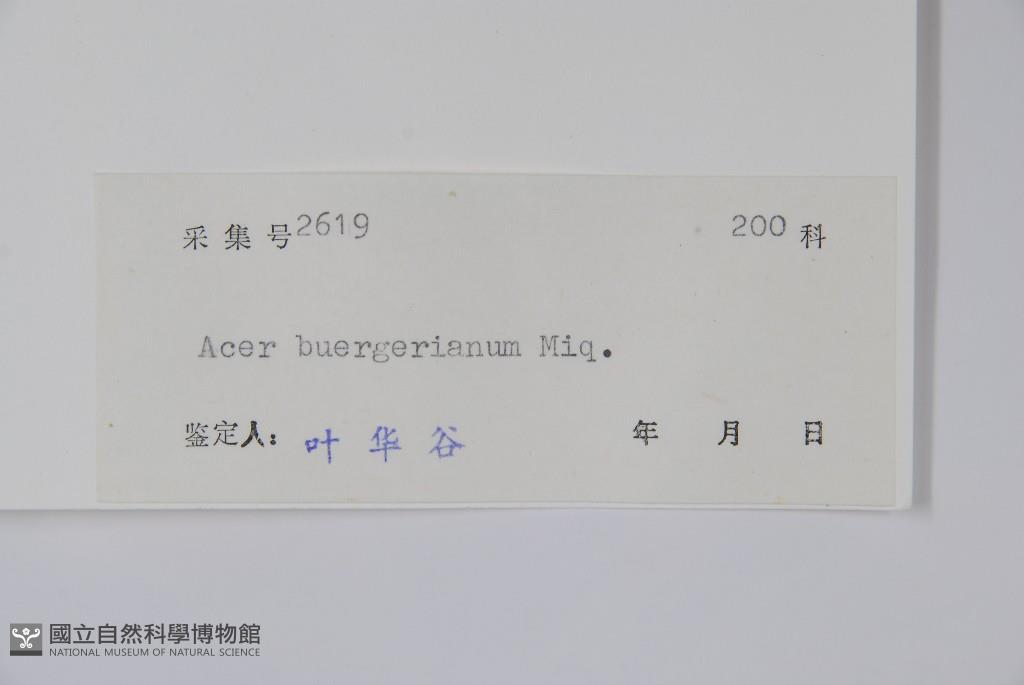 采集号2619 200科
Acer buergerianum Miq.
鉴定人：叶华谷 年 月 日
國立自然科學博物館
NATIONAL MUSEUM OF NATURAL SCIENCE